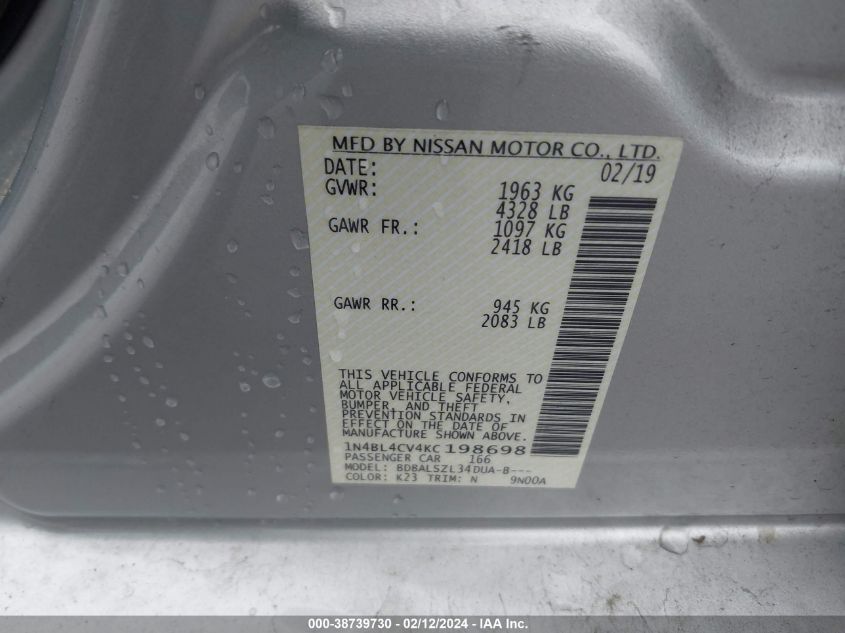 MFD BY NISSAN MOTOR CO., LTD.
DATE: 02/19
GVWR: 1963 KG
4328 LB
GAWR FR.: 1097 KG
2418 LB
GAWR RR.: 945 KG
2083 LB
THIS VEHICLE CONFORMS TO
ALL APPLICABLE FEDERAL
MOTOR VEHICLE SAFETY,
BUMPER, AND THEFT
PREVENTION STANDARDS IN
EFFECT ON THE DATE OF
MANUFACTURE SHOWN ABOVE.
1N4BL4CV4KC198698
PASSENGER CAR 166
MODEL: BDBALSZL34DUA-B---
COLOR: K23 TRIM: N 9N00A
000-38739730 - 02/12/2024 - IAA Inc.